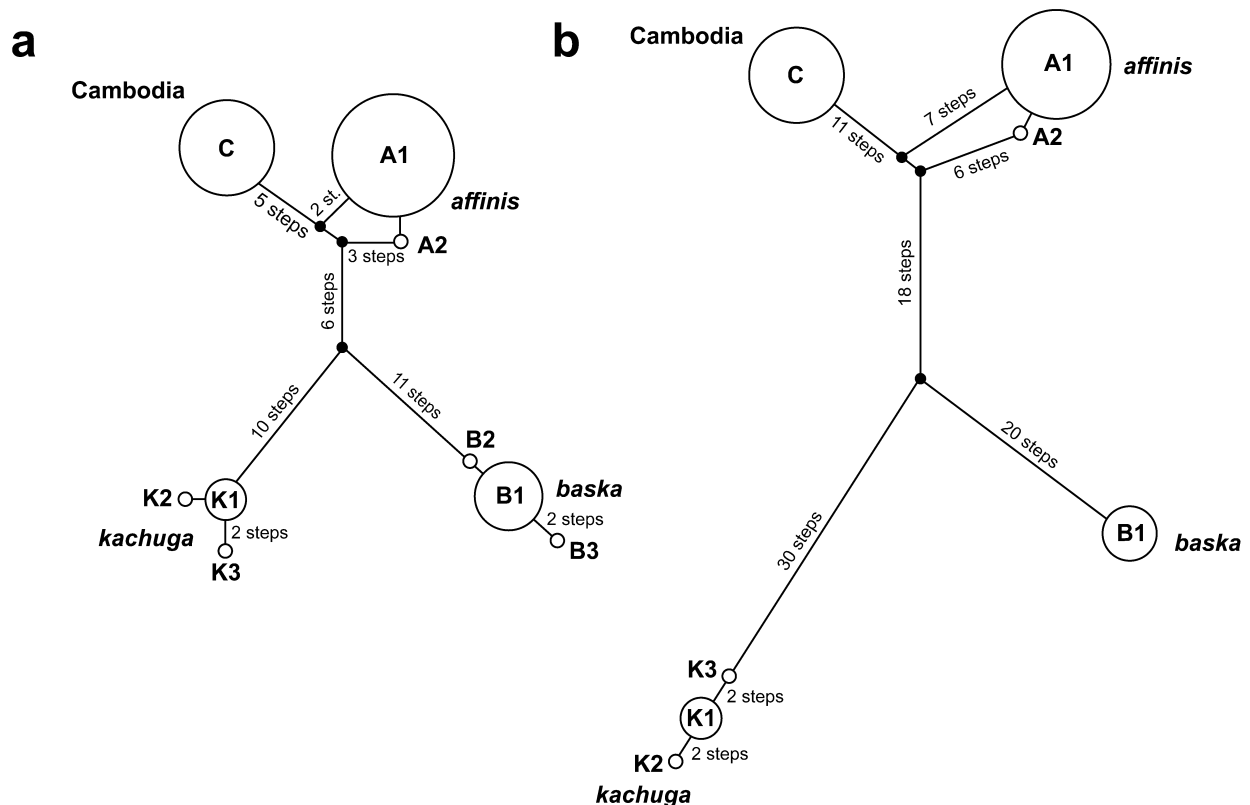 a
Cambodia
C
A1
affinis
5 steps
2 st.
A2
3 steps
6 steps
10 steps
11 steps
B2
K2
K1
B1
baska
kachuga
2 steps
2 steps
B3
K3
b
Cambodia
C
A1
affinis
11 steps
7 steps
A2
6 steps
18 steps
20 steps
B1
baska
30 steps
K3
2 steps
K1
2 steps
K2
kachuga